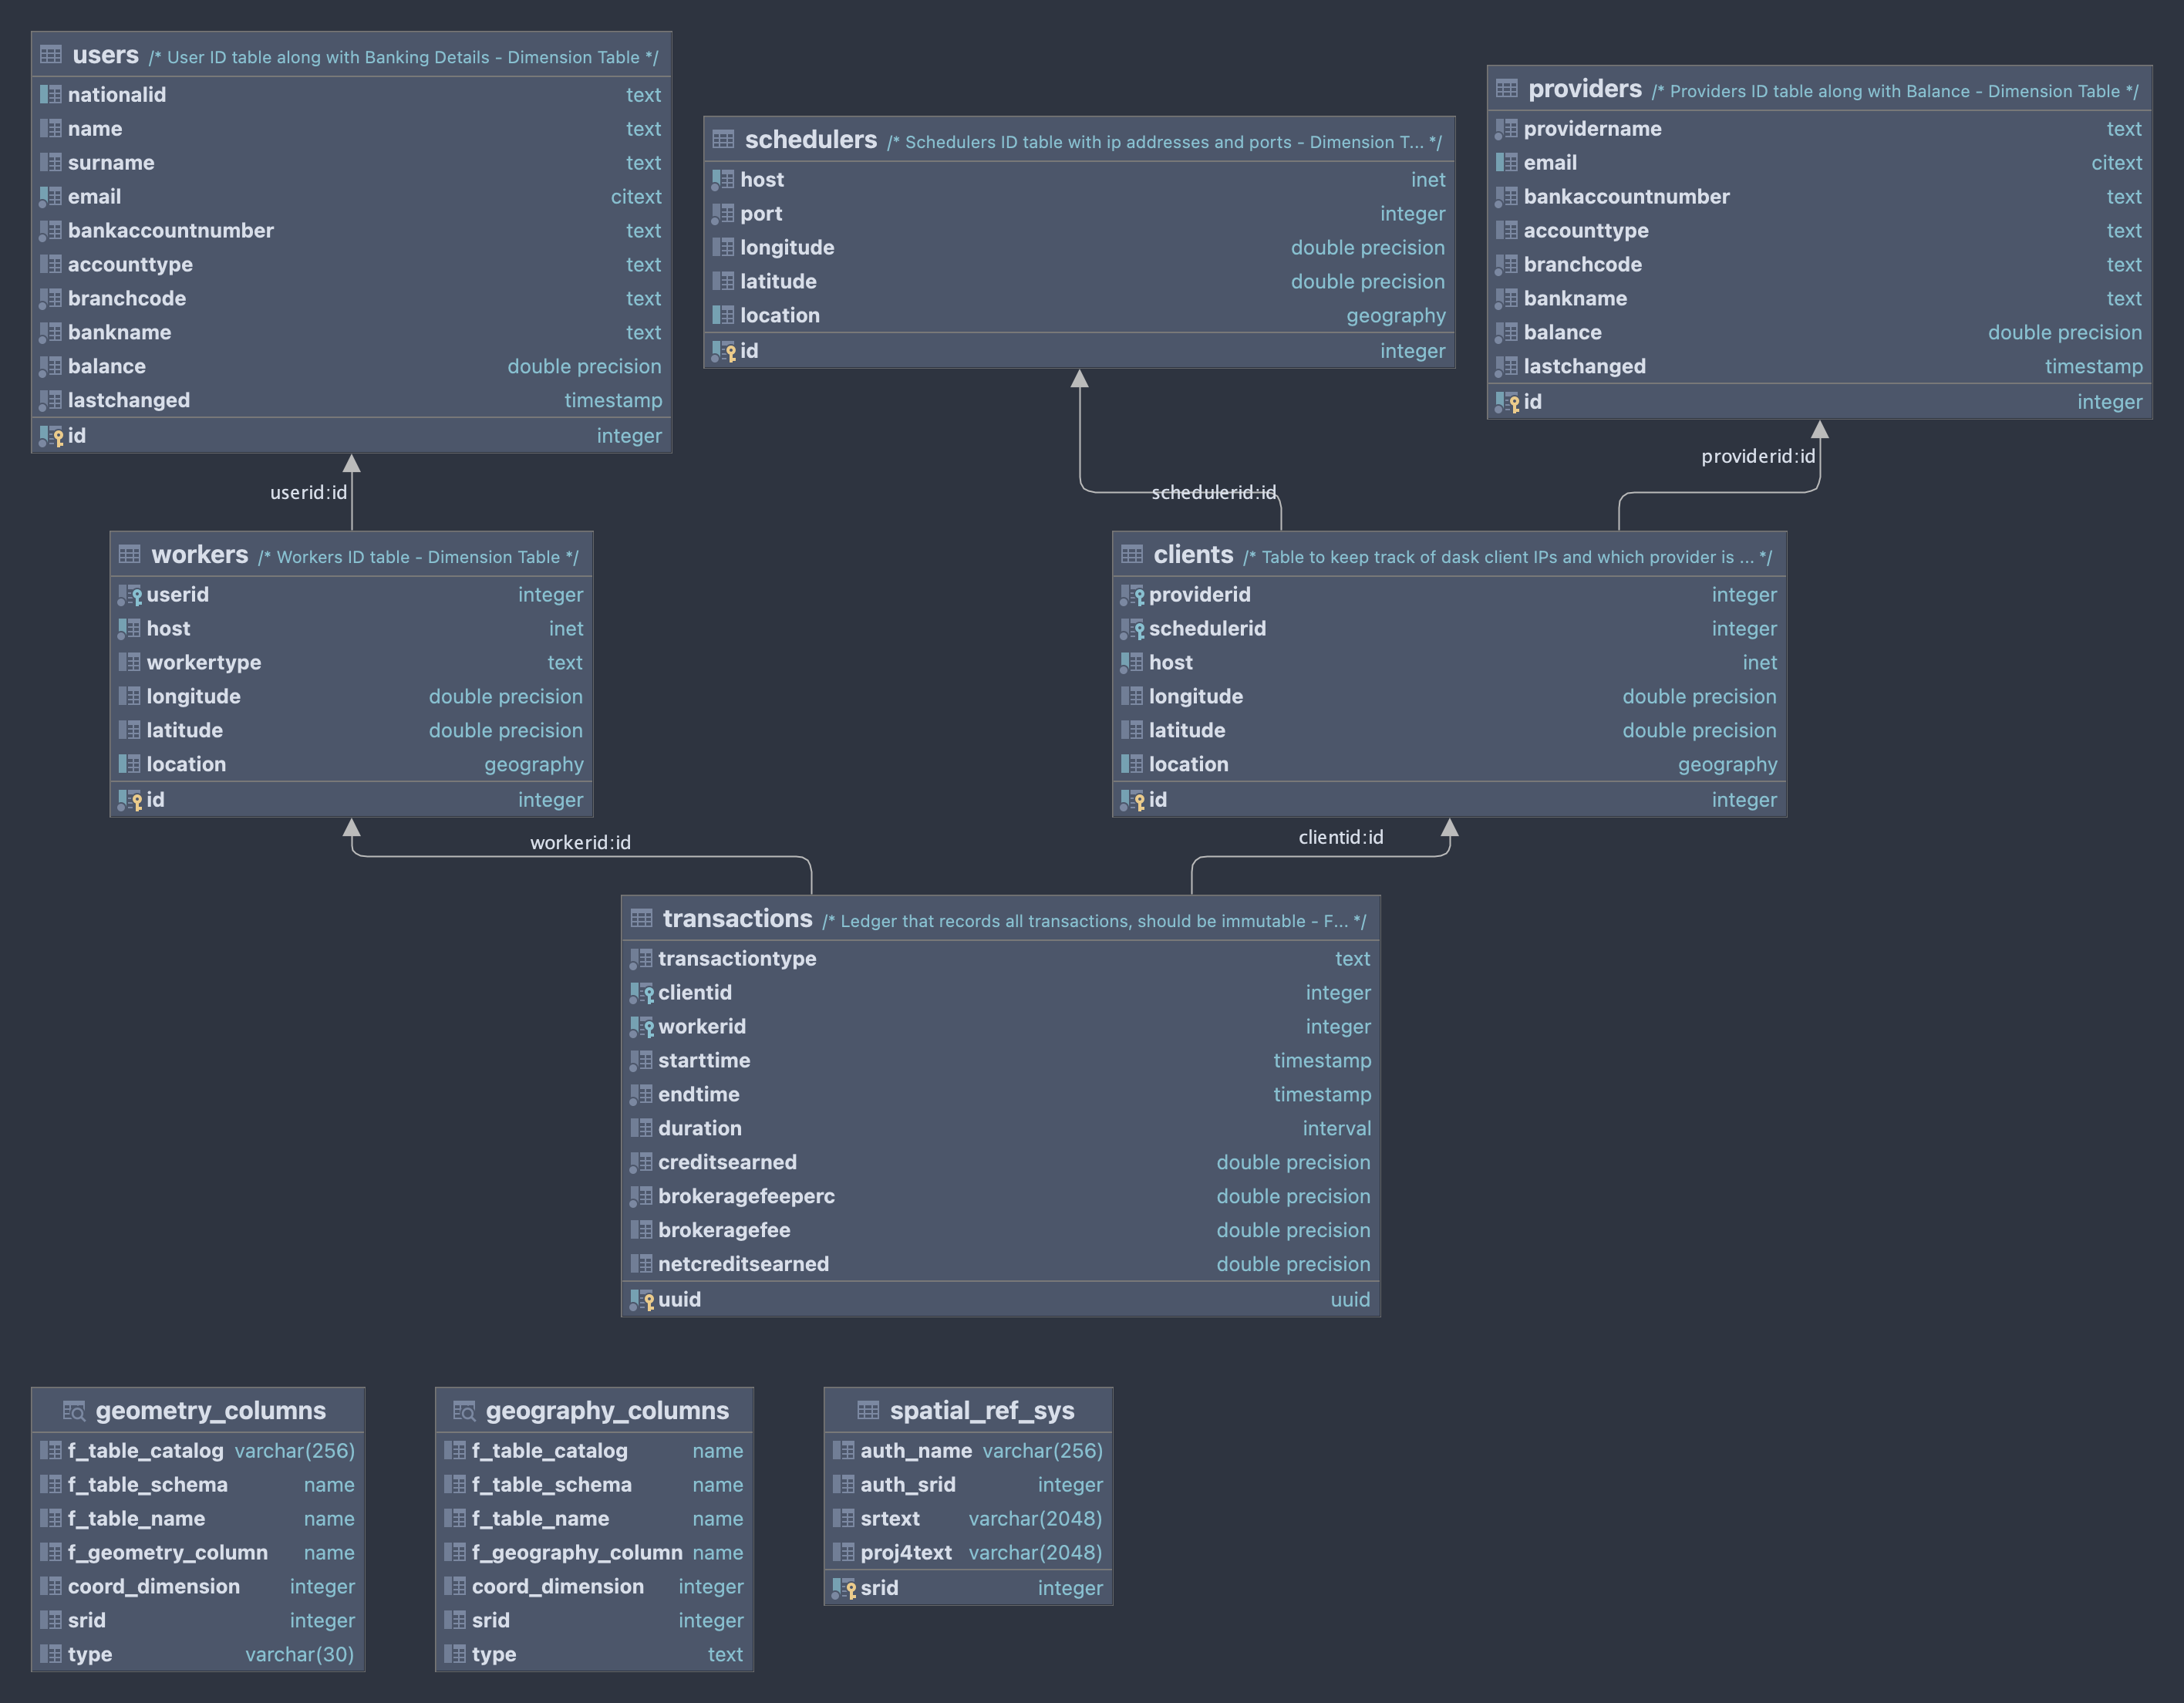 users /* User ID table along with Banking Details - Dimension Table */
nationalid text
name text
surname text
email citext
bankaccountnumber text
accounttype text
branchcode text
bankname text
balance double precision
lastchanged timestamp
id integer
schedulers /* Schedulers ID table with ip addresses and ports - Dimension T... */
host inet
port integer
longitude double precision
latitude double precision
location geography
id integer
providers /* Providers ID table along with Balance - Dimension Table */
providername text
email citext
bankaccountnumber text
accounttype text
branchcode text
bankname text
balance double precision
lastchanged timestamp
id integer
userid:id
schedulerid:id
providerid:id
workers /* Workers ID table - Dimension Table */
userid integer
host inet
workertype text
longitude double precision
latitude double precision
location geography
id integer
clients /* Table to keep track of dask client IPs and which provider is ... */
providerid integer
schedulerid integer
host inet
longitude double precision
latitude double precision
location geography
id integer
workerid:id
clientid:id
transactions /* Ledger that records all transactions, should be immutable - F... */
transactiontype text
clientid integer
workerid integer
starttime timestamp
endtime timestamp
duration interval
creditsearned double precision
brokeragefeeperc double precision
brokeragefee double precision
netcreditsearned double precision
uuid uuid
geometry_columns
f_table_catalog varchar(256)
f_table_schema name
f_table_name name
f_geometry_column name
coord_dimension integer
srid integer
type varchar(30)
geography_columns
f_table_catalog name
f_table_schema name
f_table_name name
f_geography_column name
coord_dimension integer
srid integer
type text
spatial_ref_sys
auth_name varchar(256)
auth_srid integer
srtext varchar(2048)
proj4text varchar(2048)
srid integer